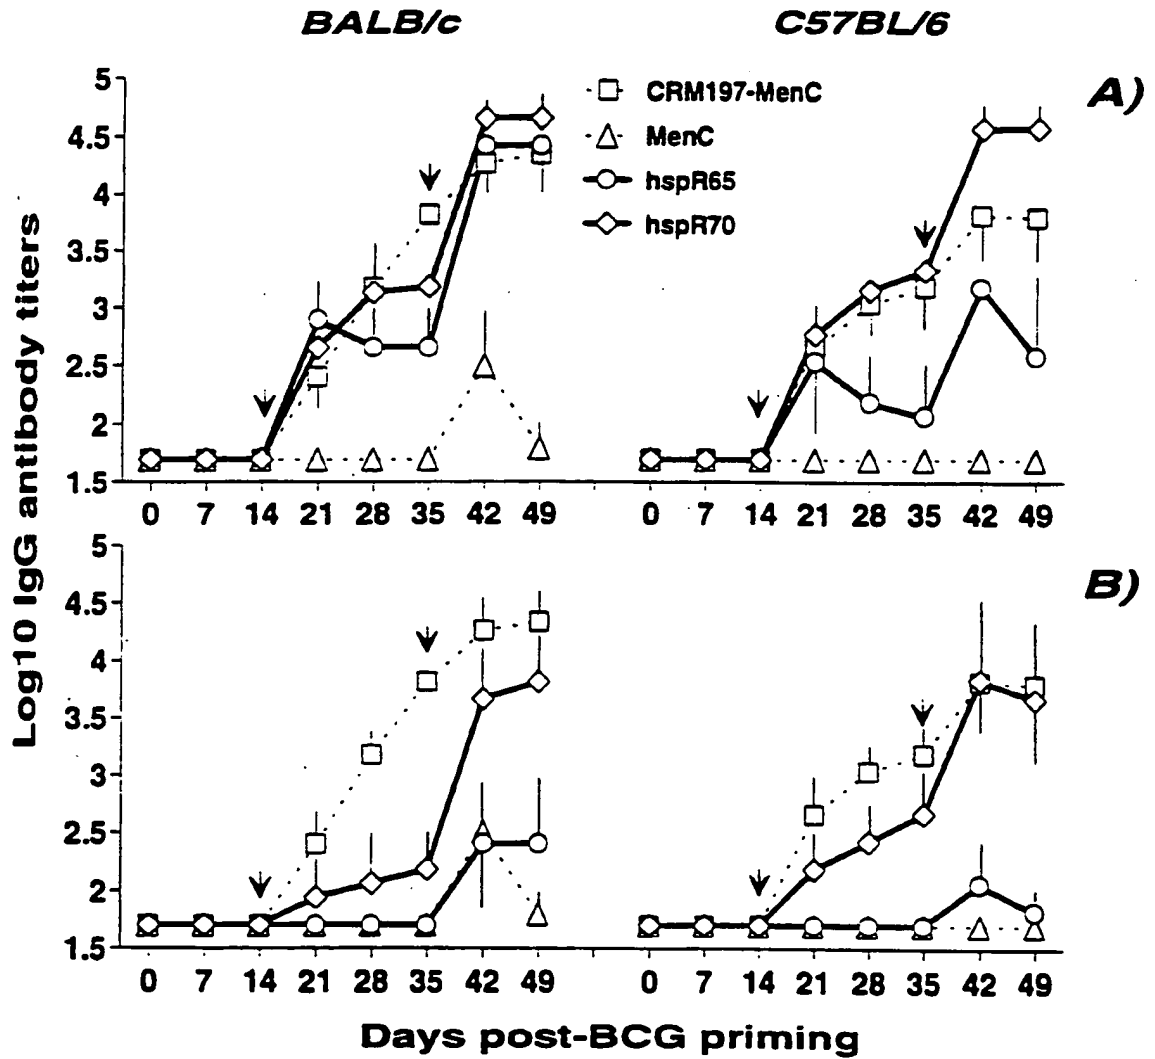 BALB/c
C57BL/6
A)
CRM197-MenC
MenC
hspR65
hspR70
5
4.5
4
3.5
3
2.5
2
1.5
0 7 14 21 28 35 42 49
0 7 14 21 28 35 42 49
B)
5
4.5
4
3.5
3
2.5
2
1.5
0 7 14 21 28 35 42 49
0 7 14 21 28 35 42 49
Log10 IgG antibody titers
Days post-BCG priming